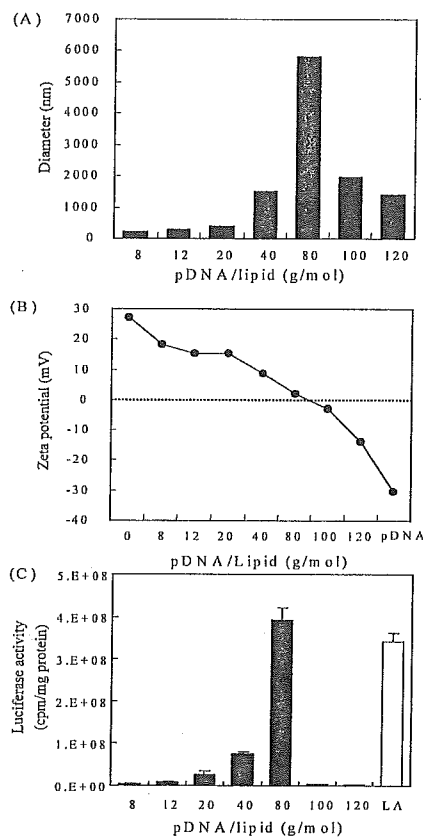 (A)
7000
6000
5000
4000
3000
2000
1000
0
Diameter (nm)
8 12 20 40 80 100 120
pDNA/lipid (g/mol)
(B)
30
20
10
0
-10
-20
-30
-40
Zeta potential (mV)
0 8 12 20 40 80 100 120 pDNA
pDNA/Lipid (g/mol)
(C)
5.E+08
4.E+08
3.E+08
2.E+08
1.E+08
0.E+00
Luciferase activity
(cpm/mg protein)
8 12 20 40 80 100 120 LA
pDNA/lipid (g/mol)